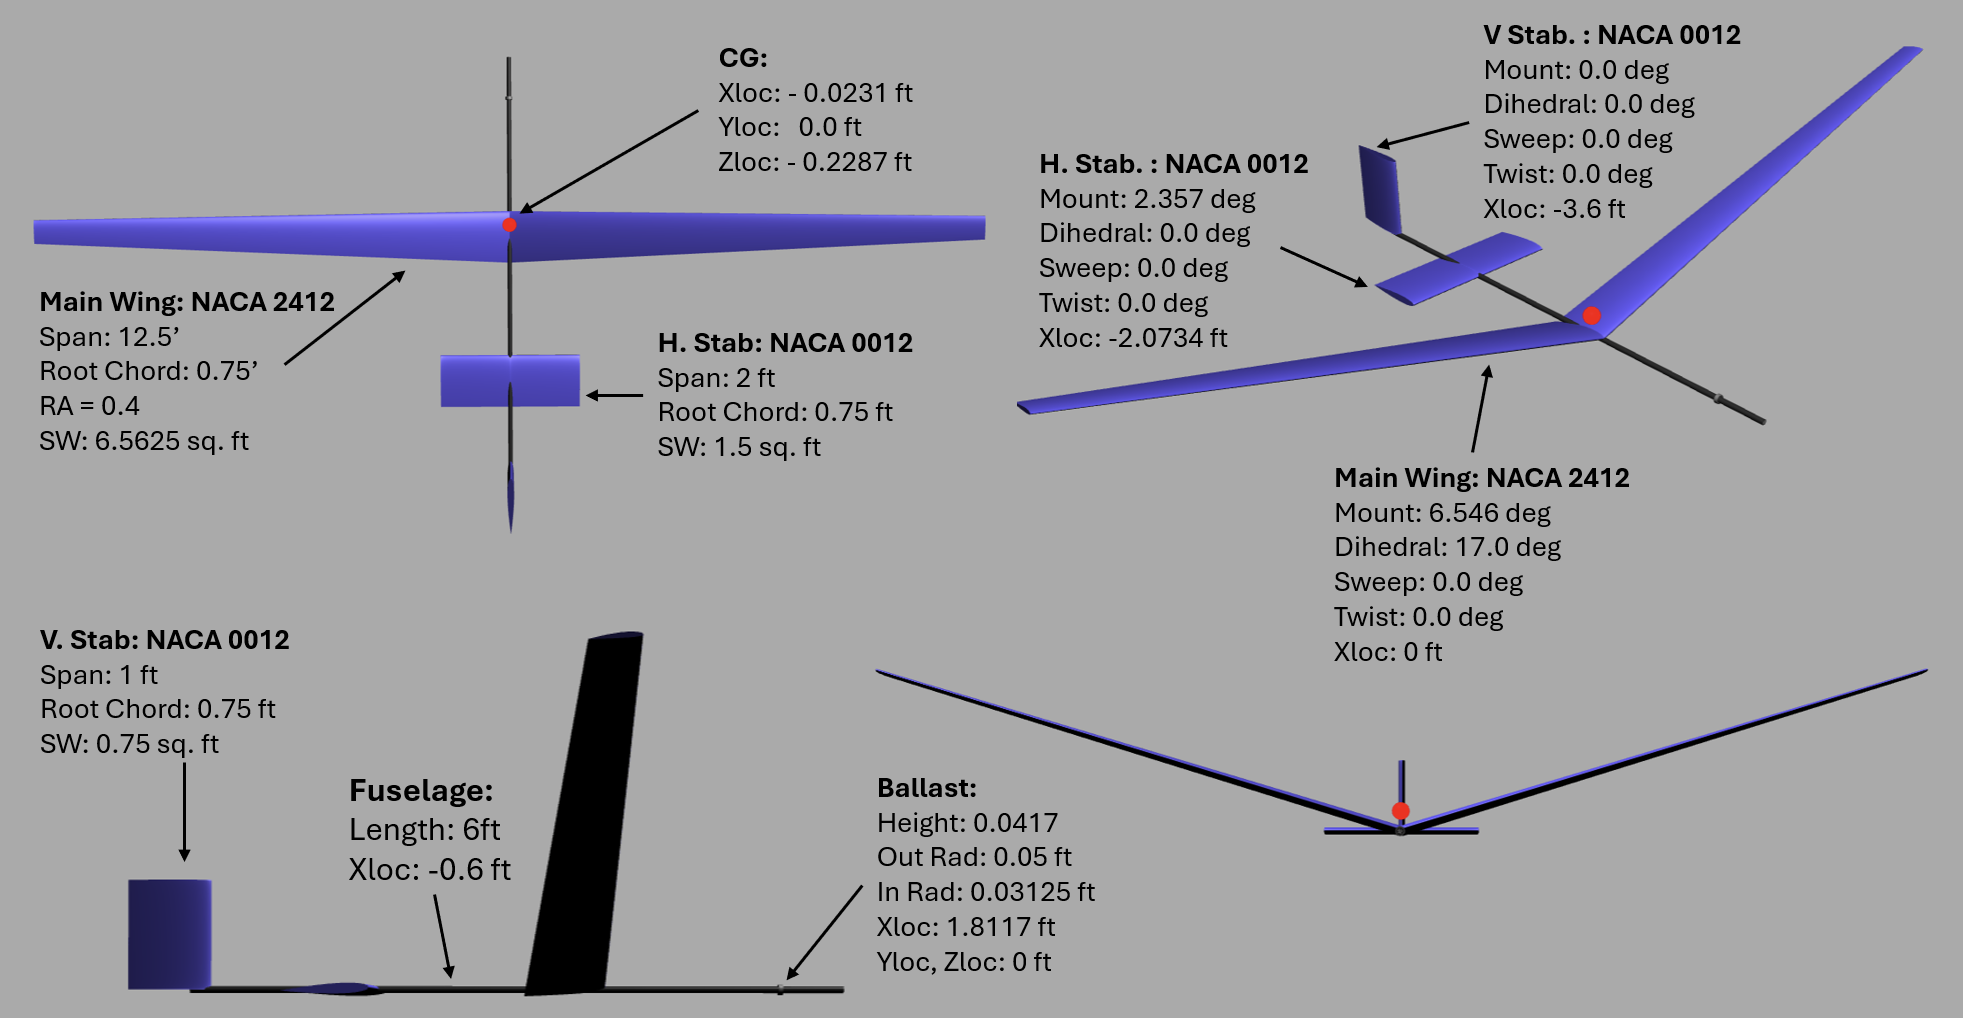 CG:
Xloc: - 0.0231 ft
Yloc: 0.0 ft
Zloc: - 0.2287 ft
Main Wing: NACA 2412
Span: 12.5’
Root Chord: 0.75’
RA = 0.4
SW: 6.5625 sq. ft
H. Stab: NACA 0012
Span: 2 ft
Root Chord: 0.75 ft
SW: 1.5 sq. ft
V Stab. : NACA 0012
Mount: 0.0 deg
Dihedral: 0.0 deg
Sweep: 0.0 deg
Twist: 0.0 deg
Xloc: -3.6 ft
H. Stab. : NACA 0012
Mount: 2.357 deg
Dihedral: 0.0 deg
Sweep: 0.0 deg
Twist: 0.0 deg
Xloc: -2.0734 ft
Main Wing: NACA 2412
Mount: 6.546 deg
Dihedral: 17.0 deg
Sweep: 0.0 deg
Twist: 0.0 deg
Xloc: 0 ft
V. Stab: NACA 0012
Span: 1 ft
Root Chord: 0.75 ft
SW: 0.75 sq. ft
Fuselage:
Length: 6ft
Xloc: -0.6 ft
Ballast:
Height: 0.0417
Out Rad: 0.05 ft
In Rad: 0.03125 ft
Xloc: 1.8117 ft
Yloc, Zloc: 0 ft